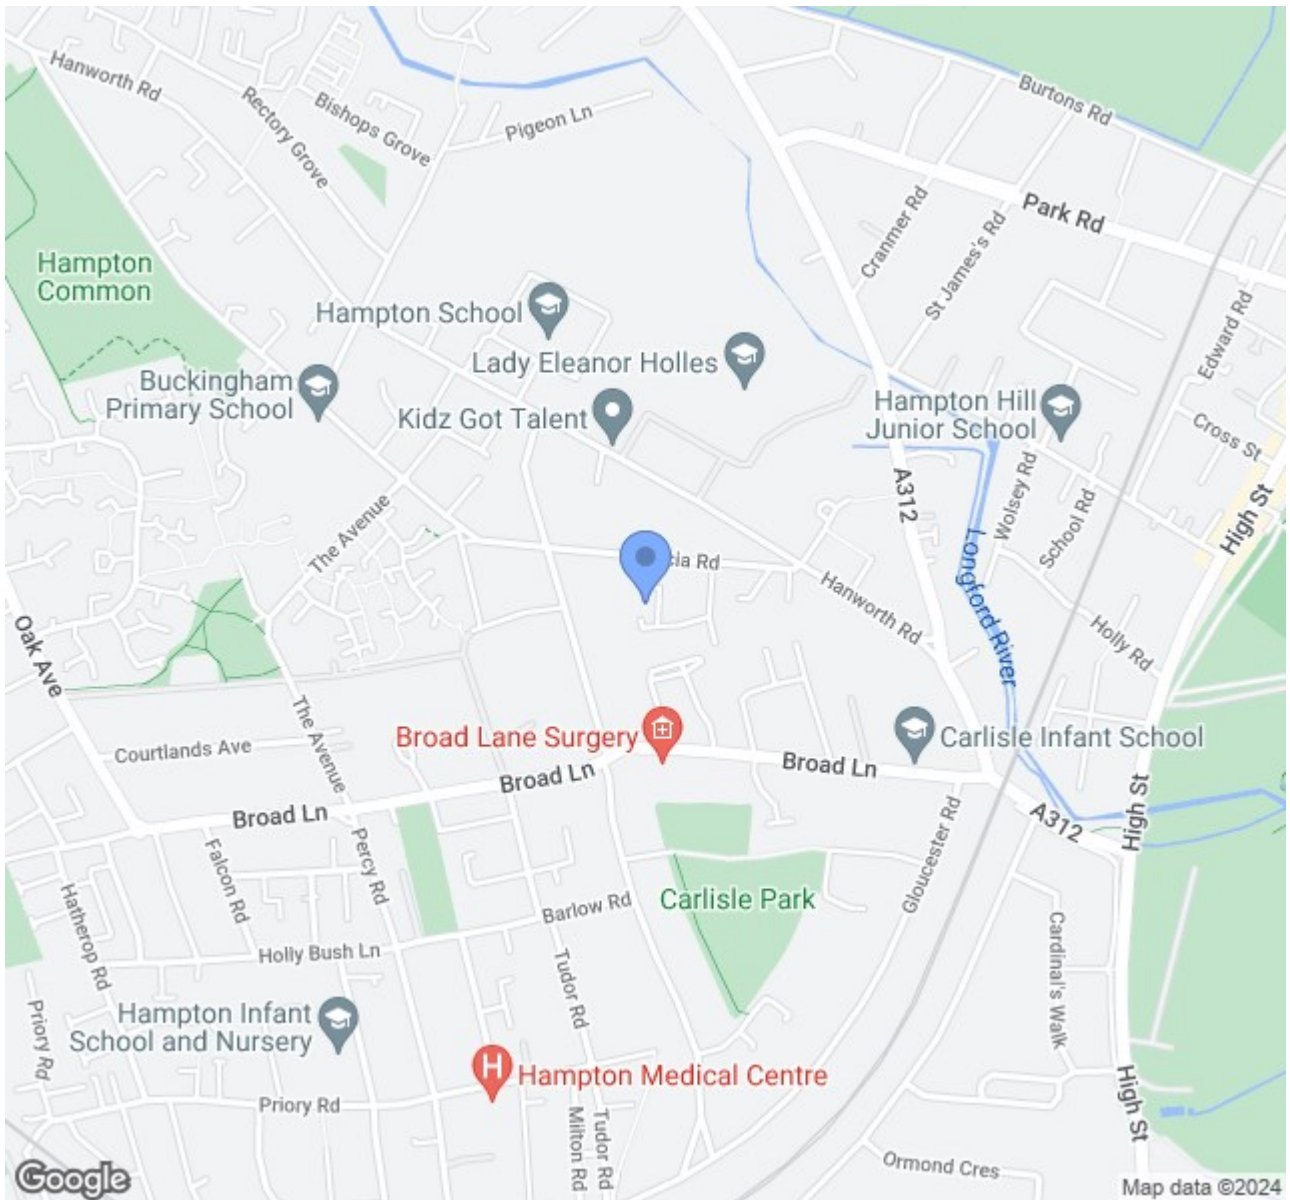 Hanworth Rd
Rectory Grove
Bishops Grove
Pigeon Ln
Burtons Rd
Park Rd
Cranmer Rd
St James's Rd
Hampton
Common
Edward Rd
Hampton School
Lady Eleanor Holles
Buckingham
Primary School
Kidz Got Talent
Hampton Hill
Junior School
Cross St
A312
Wolsey Rd
School Rd
High St
The Avenue
cia Rd
Hanworth Rd
Longford River
Holly Rd
Oak Ave
The Avenue
Courtlands Ave
Broad Lane Surgery
Carlisle Infant School
Broad Ln
Broad Ln
Broad Ln
A312
High St
Gloucester Rd
Falcon Rd
Percy Rd
Hatherop Rd
Carlisle Park
Barlow Rd
Holly Bush Ln
Cardinal's Walk
Tudor Rd
Priory Rd
Hampton Infant
School and Nursery
Hampton Medical Centre
Priory Rd
Milton Rd
Tudor Rd
High St
Ormond Cres
Google
Map data ©2024